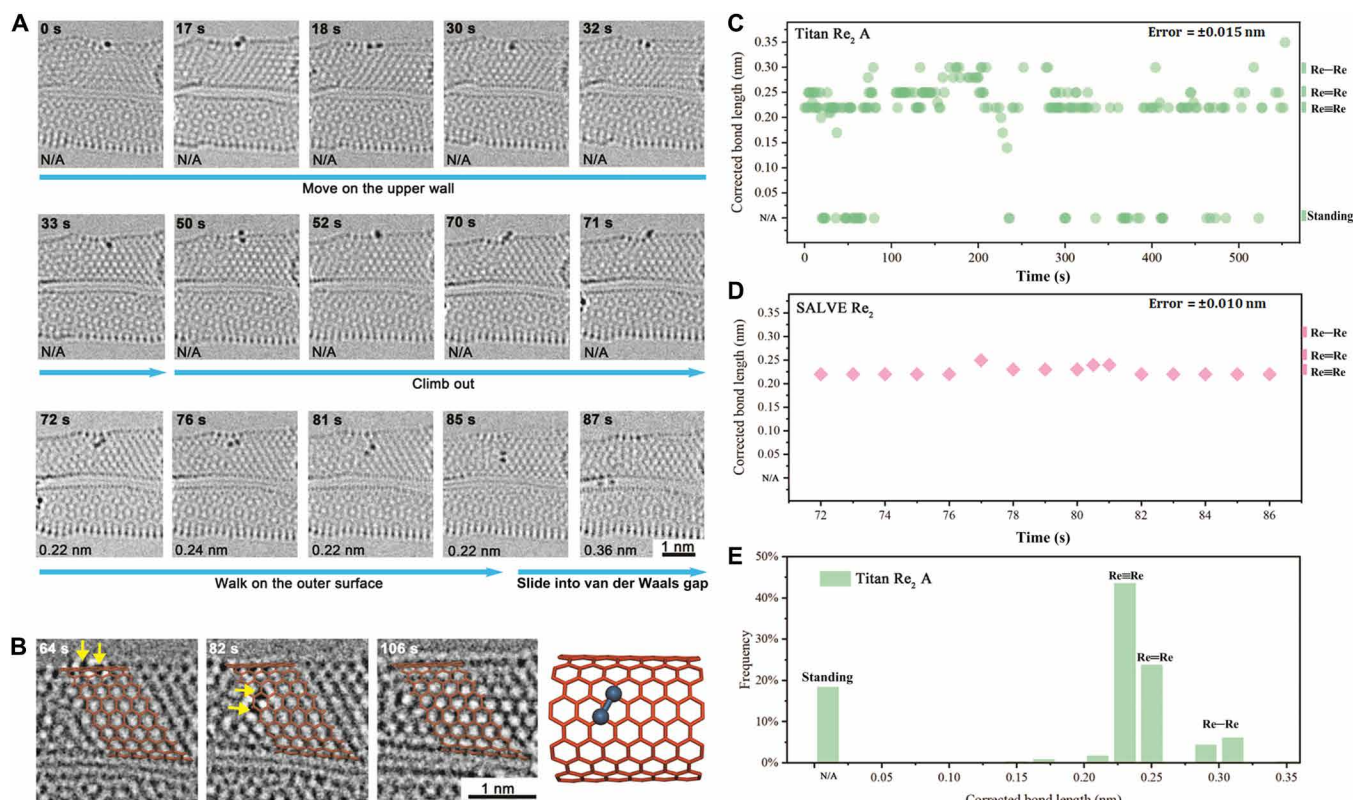 A
0 s
17 s
18 s
30 s
32 s
N/A
N/A
N/A
N/A
N/A
Move on the upper wall
33 s
50 s
52 s
70 s
71 s
N/A
N/A
N/A
N/A
N/A
Climb out
72 s
76 s
81 s
85 s
87 s
0.22 nm
0.24 nm
0.22 nm
0.22 nm
0.36 nm
1 nm
Walk on the outer surface
Slide into van der Waals gap
B
64 s
82 s
106 s
1 nm
C
Titan Re₂ A
Error = ±0.015 nm
Corrected bond length (nm)
0.35
0.30
0.25
0.20
0.15
0.10
0.05
N/A
Re—Re
Re=Re
Re≡Re
Standing
0
100
200
300
400
500
Time (s)
D
SALVE Re₂
Error = ±0.010 nm
Corrected bond length (nm)
0.35
0.30
0.25
0.20
0.15
0.10
0.05
N/A
Re—Re
Re=Re
Re≡Re
72
74
76
78
80
82
84
86
Time (s)
E
Titan Re₂ A
Frequency
50%
40%
30%
20%
10%
0%
Standing
Re≡Re
Re=Re
Re—Re
N/A
0.05
0.10
0.15
0.20
0.25
0.30
0.35
Corrected bond length (nm)